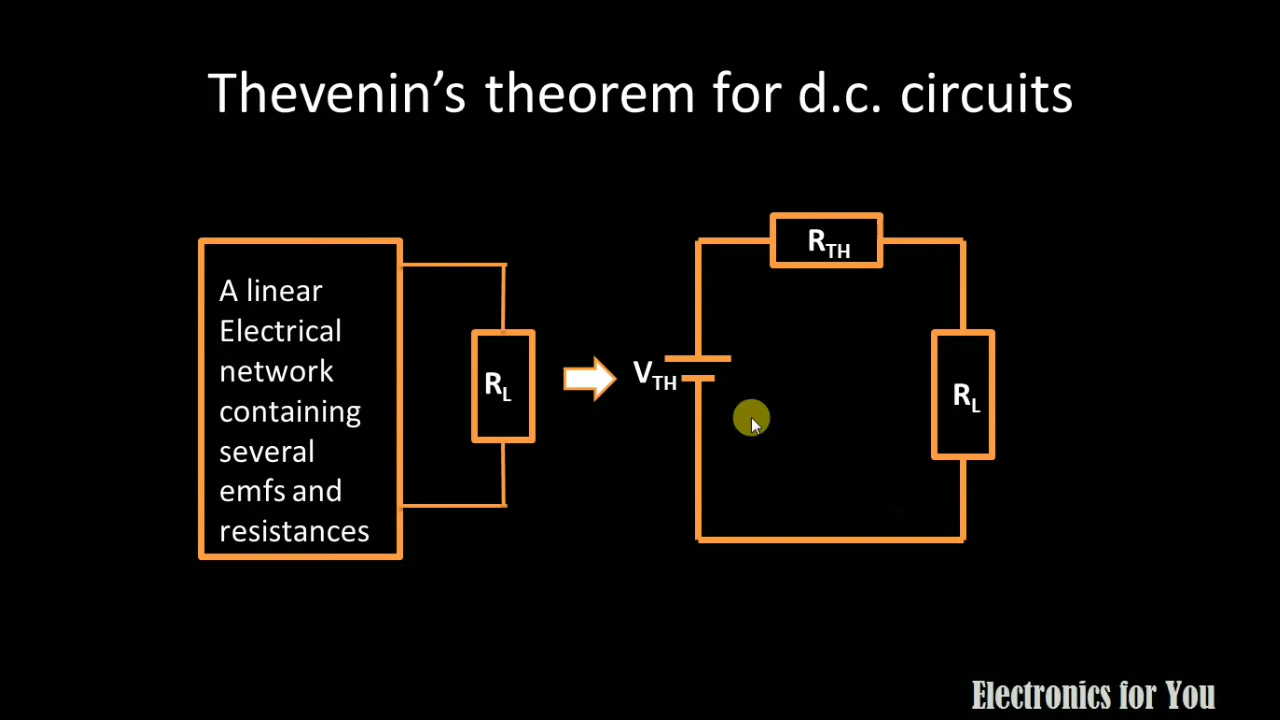 Thevenin's theorem for d.c. circuits
A linear
Electrical
network
containing
several
emfs and
resistances
RL
VTH
RTH
RL
Electronics for You